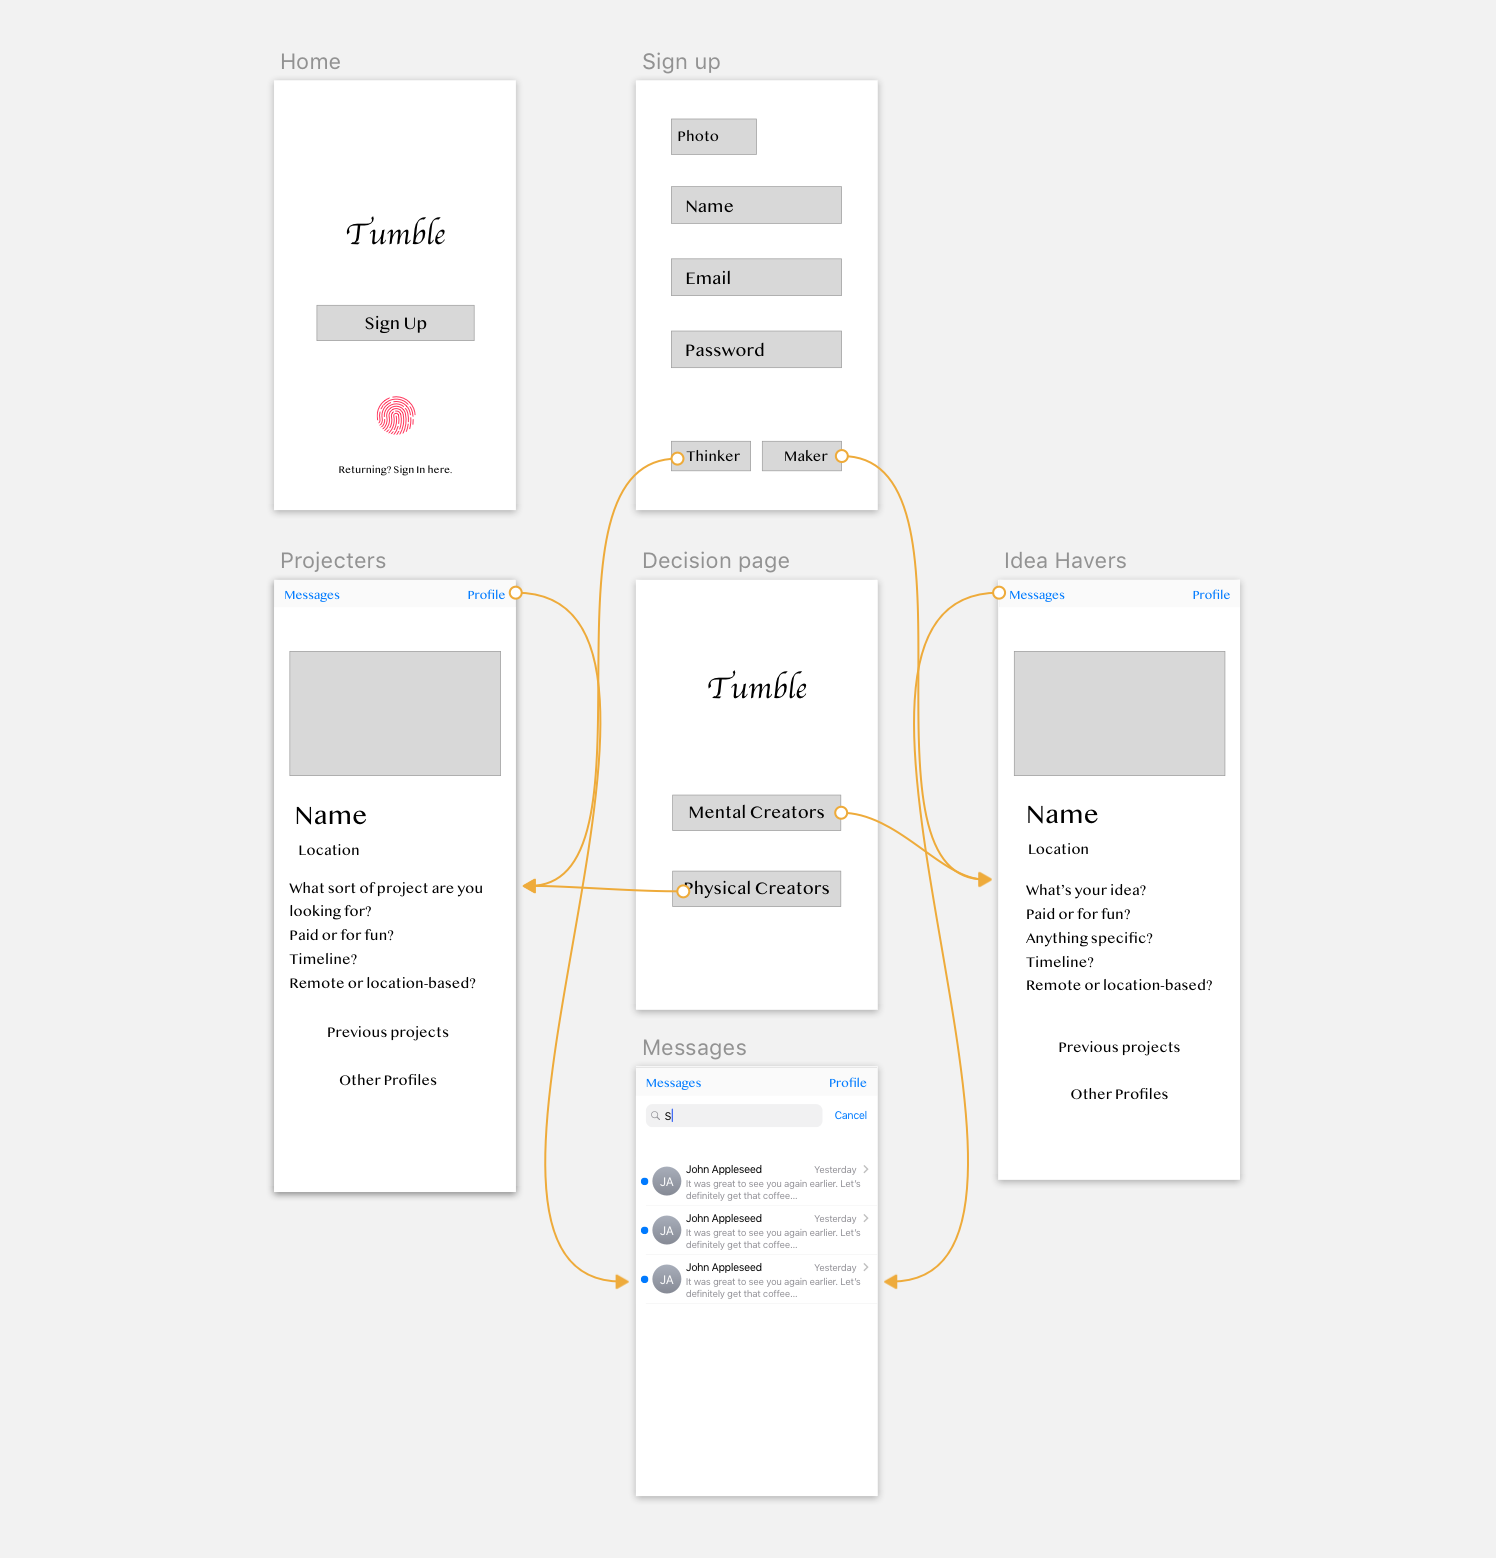 Home
Tumble
Sign Up
Returning? Sign In here.
Sign up
Photo
Name
Email
Password
Thinker
Maker
Projecters
Messages
Profile
Name
Location
What sort of project are you
looking for?
Paid or for fun?
Timeline?
Remote or location-based?
Previous projects
Other Profiles
Decision page
Tumble
Mental Creators
Physical Creators
Idea Havers
Messages
Profile
Name
Location
What’s your idea?
Paid or for fun?
Anything specific?
Timeline?
Remote or location-based?
Previous projects
Other Profiles
Messages
Messages
Profile
S
Cancel
JA
John Appleseed
Yesterday
It was great to see you again earlier. Let's
definitely get that coffee...
JA
John Appleseed
Yesterday
It was great to see you again earlier. Let's
definitely get that coffee...
JA
John Appleseed
Yesterday
It was great to see you again earlier. Let's
definitely get that coffee...